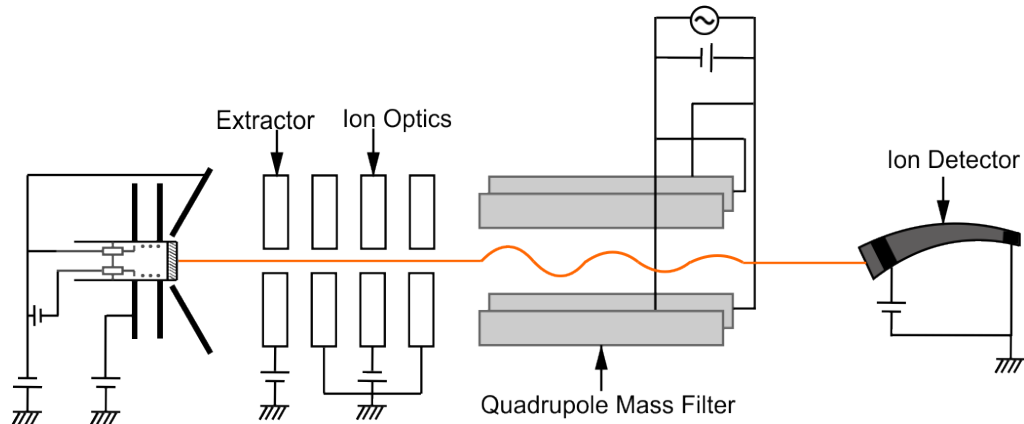 Extractor
Ion Optics
Ion Detector
Quadrupole Mass Filter